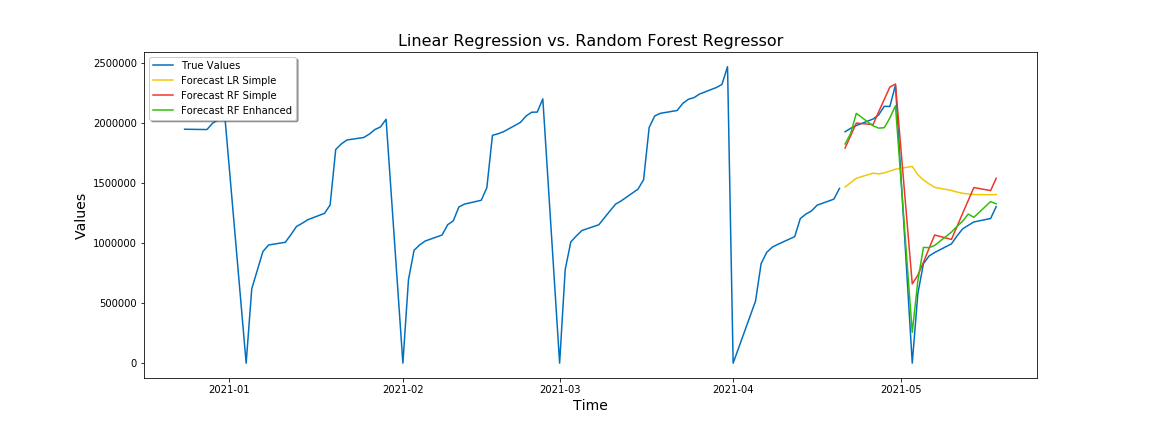 Linear Regression vs. Random Forest Regressor
True Values
Forecast LR Simple
Forecast RF Simple
Forecast RF Enhanced
Values
2500000
2000000
1500000
1000000
500000
0
2021-01 2021-02 2021-03 2021-04 2021-05
Time